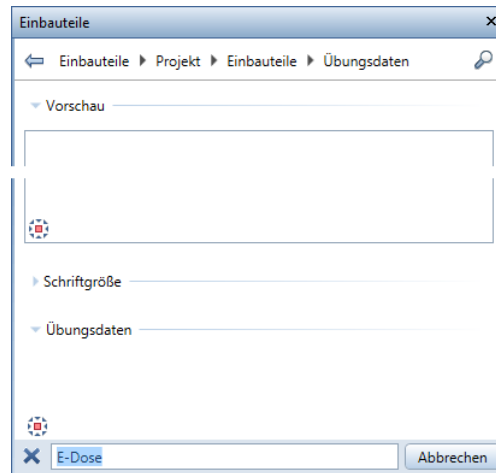 Einbauteile
Einbauteile Projekt Einbauteile Übungsdaten
Vorschau
Schriftgröße
Übungsdaten
E-Dose Abbrechen